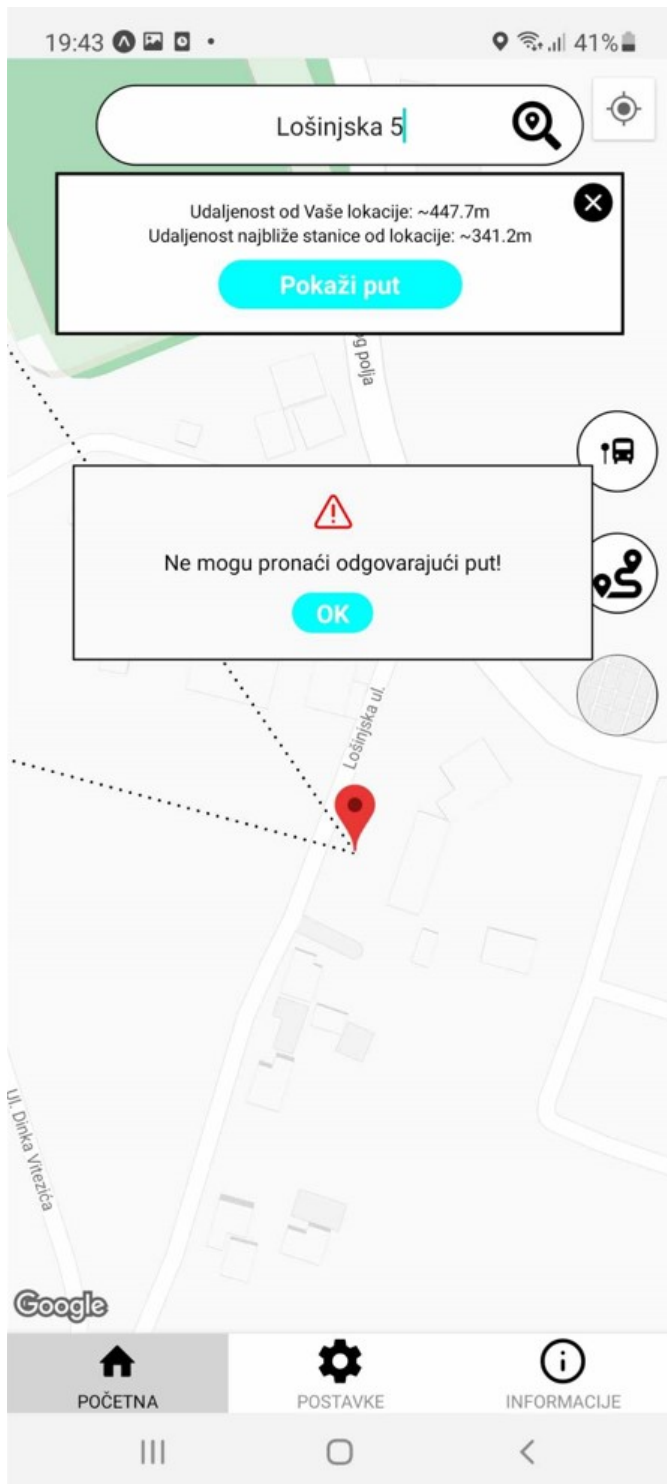 19:43
41%
Lošinjska 5
Udaljenost od Vaše lokacije: ~447.7m
Udaljenost najbliže stanice od lokacije: ~341.2m
Pokaži put
og polja
Ne mogu pronaći odgovarajući put!
OK
Lošinjska ul.
Ul. Dinka Vitezića
Google
POČETNA
POSTAVKE
INFORMACIJE